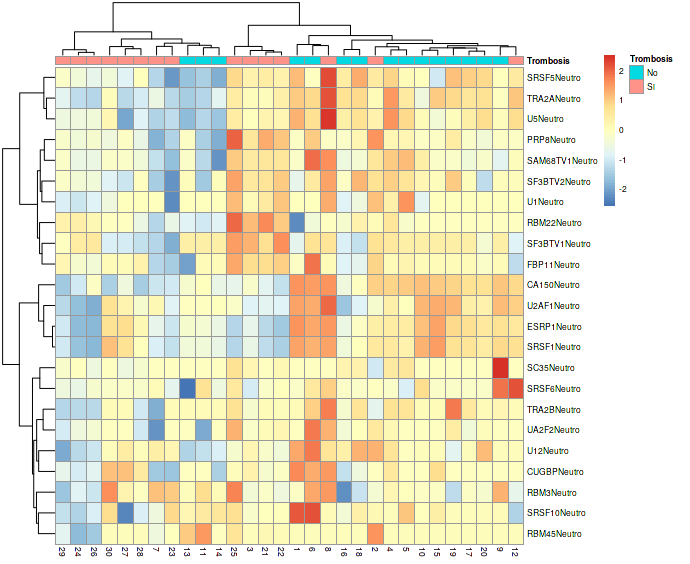 Trombosis
SRSF5Neutro
TRA2ANeutro
U5Neutro
PRP8Neutro
SAM68TV1Neutro
SF3BTV2Neutro
U1Neutro
RBM22Neutro
SF3BTV1Neutro
FBP11Neutro
CA150Neutro
U2AF1Neutro
ESRP1Neutro
SRSF1Neutro
SC35Neutro
SRSF6Neutro
TRA2BNeutro
UA2F2Neutro
U12Neutro
CUGBPNeutro
RBM3Neutro
SRSF10Neutro
RBM45Neutro
29 24 26 30 27 28 7 23 13 11 14 25 3 21 22 1 6 8 16 18 2 4 5 10 15 19 17 20 9 12
2
1
0
-1
-2
Trombosis
No
SI